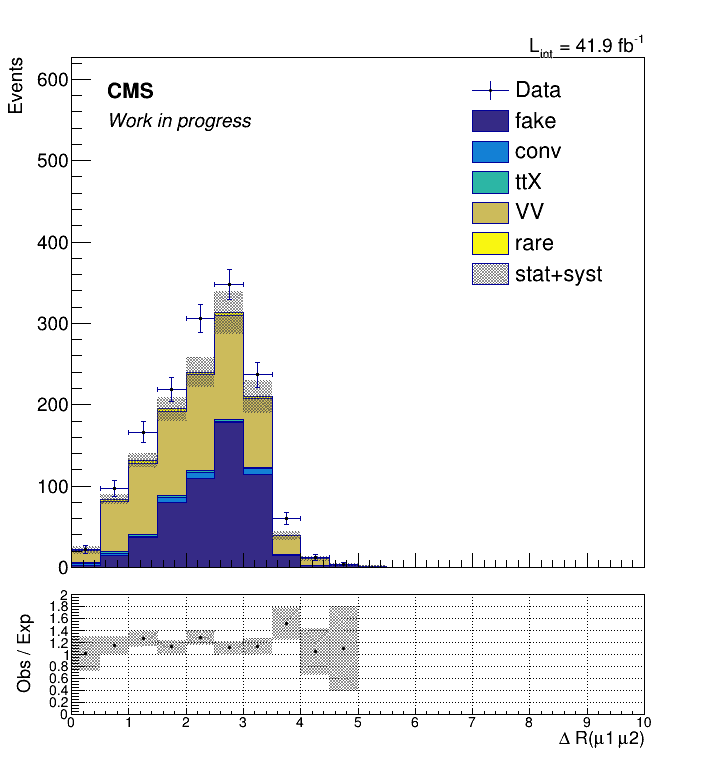 L_int = 41.9 fb^-1
Events
CMS
Work in progress
Data
fake
conv
ttX
VV
rare
stat+syst
600
500
400
300
200
100
0
Obs / Exp
2
1.8
1.6
1.4
1.2
1
0.8
0.6
0.4
0.2
0
0 1 2 3 4 5 6 7 8 9 10
Δ R(μ1 μ2)